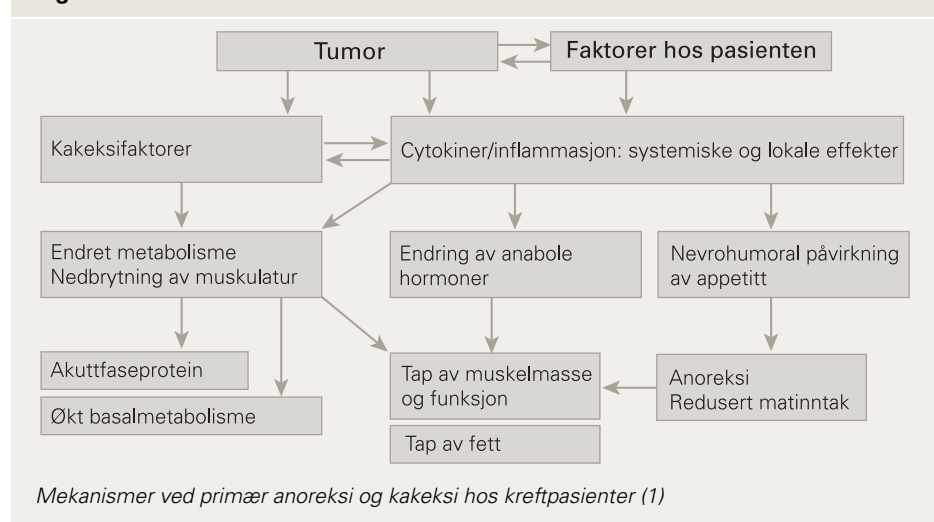 Tumor
Faktorer hos pasienten
Kakeksifaktorer
Cytokiner/inflammasjon: systemiske og lokale effekter
Endret metabolisme
Nedbrytning av muskulatur
Endring av anabole
hormoner
Nevrohumoral påvirkning
av appetitt
Akuttfaseprotein
Økt basalmetabolisme
Tap av muskelmasse
og funksjon
Tap av fett
Anoreksi
Redusert matinntak
Mekanismer ved primær anoreksi og kakeksi hos kreftpasienter (1)